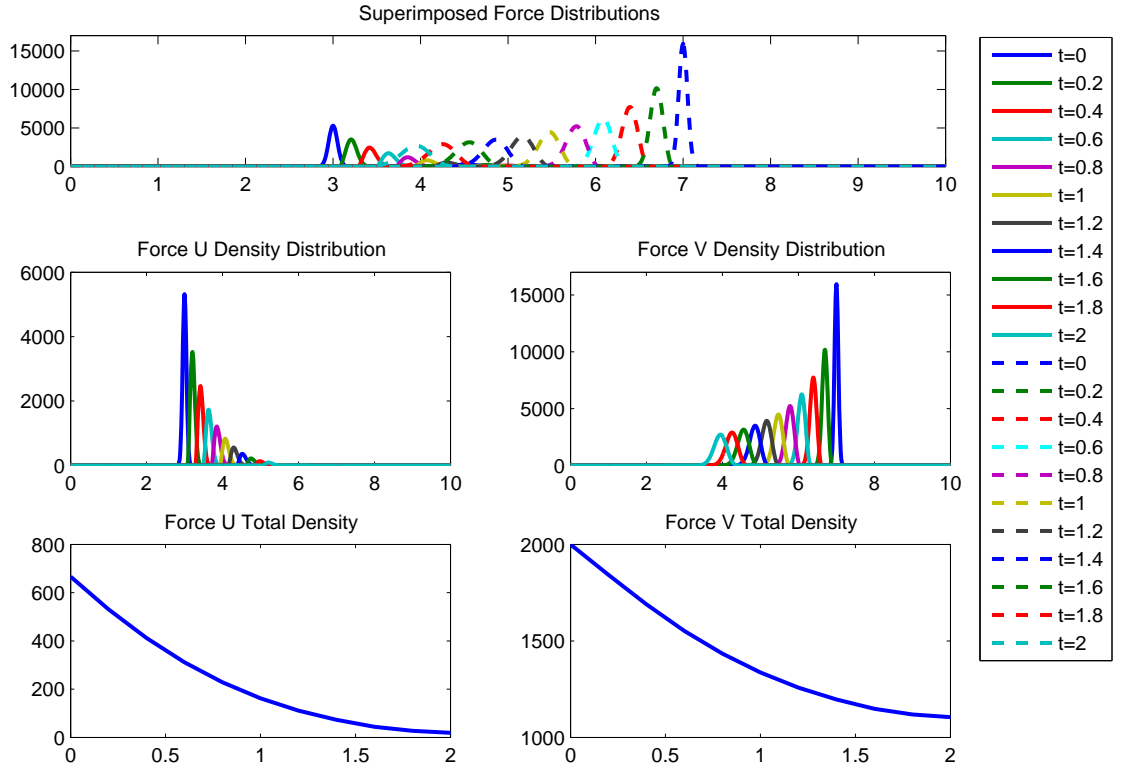 Superimposed Force Distributions
15000
10000
5000
0
0 1 2 3 4 5 6 7 8 9 10
Force U Density Distribution
6000
4000
2000
0
0 2 4 6 8 10
Force V Density Distribution
15000
10000
5000
0
0 2 4 6 8 10
Force U Total Density
800
600
400
200
0
0 0.5 1 1.5 2
Force V Total Density
2000
1500
1000
0 0.5 1 1.5 2
t=0
t=0.2
t=0.4
t=0.6
t=0.8
t=1
t=1.2
t=1.4
t=1.6
t=1.8
t=2
t=0
t=0.2
t=0.4
t=0.6
t=0.8
t=1
t=1.2
t=1.4
t=1.6
t=1.8
t=2